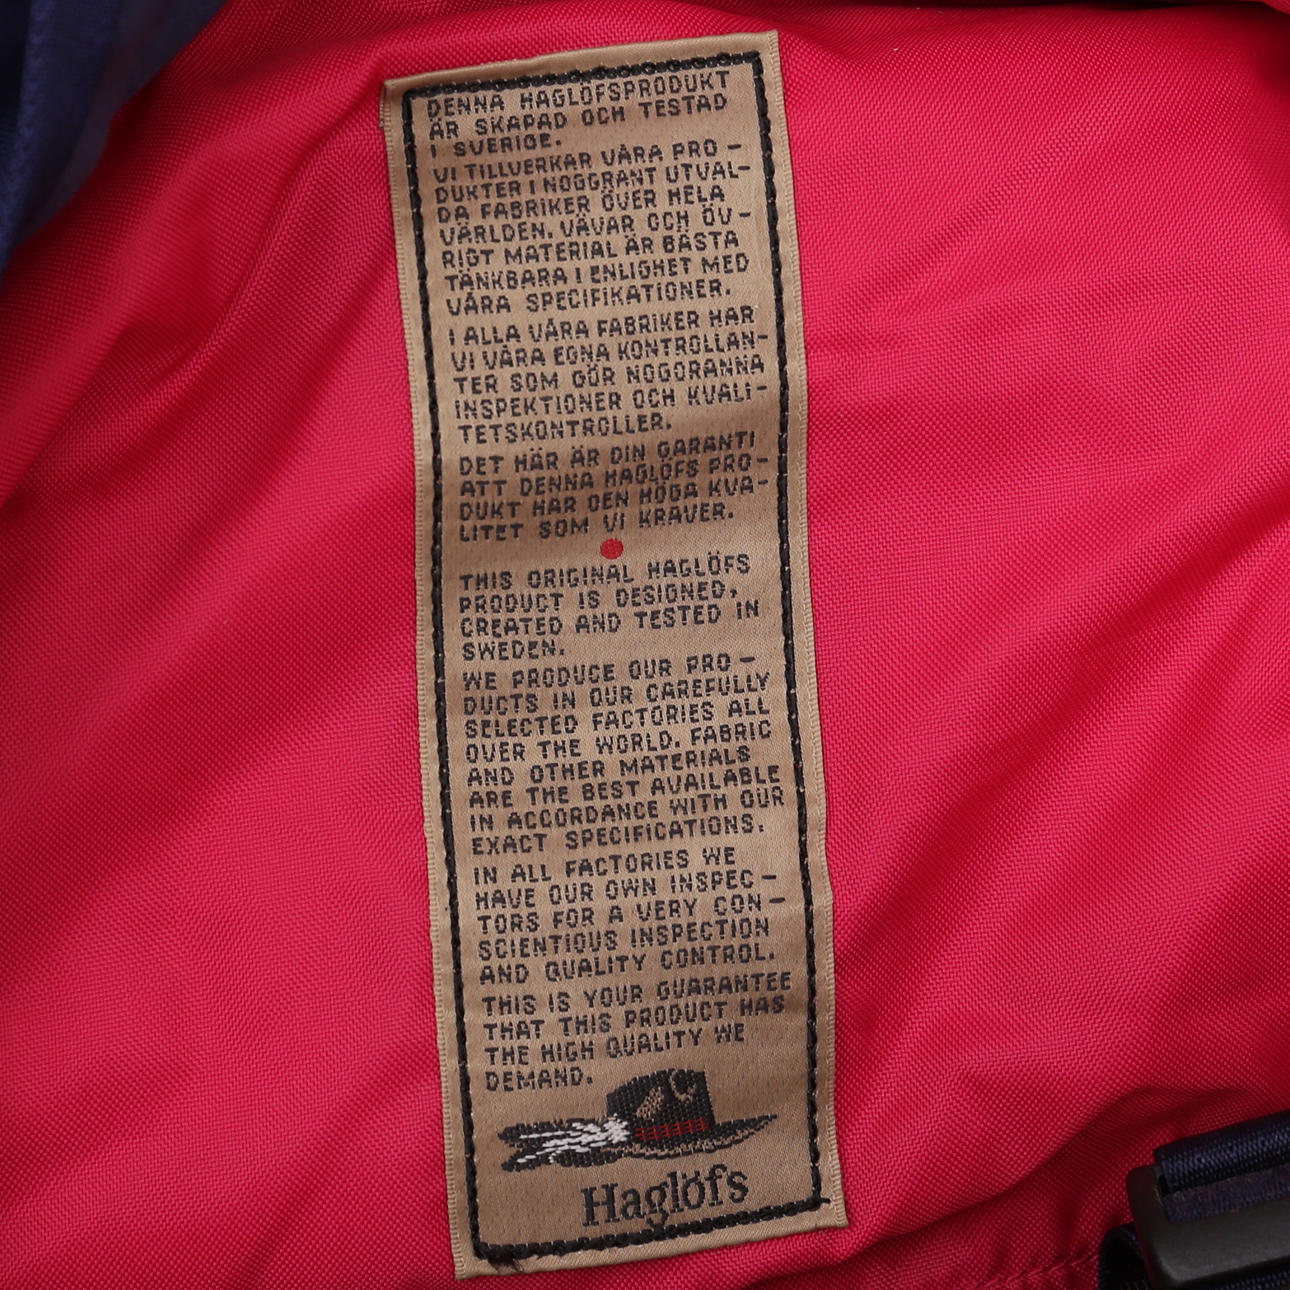 DENNA HAGLÖFSPRODUKT
ÄR SKAPAD OCH TESTAD
I SVERIGE.
VI TILLVERKAR VÅRA PRO-
DUKTER I NOGGRANT UTVAL-
DA FABRIKER ÖVER HELA
VÄRLDEN. VÄVAR OCH ÖV-
RIGT MATERIAL ÄR BÄSTA
TÄNKBARA I ENLIGHET MED
VÅRA SPECIFIKATIONER.
I ALLA VÅRA FABRIKER HAR
VI VÅRA EGNA KONTROLLAN-
TER SOM GÖR NOGGRANNA
INSPEKTIONER OCH KVALI-
TETSKONTROLLER.
DET HÄR ÄR DIN GARANTI
ATT DENNA HAGLÖFS PRO-
DUKT HAR DEN HÖGA KVA-
LITET SOM VI KRÄVER.
THIS ORIGINAL HAGLÖFS
PRODUCT IS DESIGNED,
CREATED AND TESTED IN
SWEDEN.
WE PRODUCE OUR PRO-
DUCTS IN OUR CAREFULLY
SELECTED FACTORIES ALL
OVER THE WORLD. FABRIC
AND OTHER MATERIALS
ARE THE BEST AVAILABLE
IN ACCORDANCE WITH OUR
EXACT SPECIFICATIONS.
IN ALL FACTORIES WE
HAVE OUR OWN INSPEC-
TORS FOR A VERY CON-
SCIENTIOUS INSPECTION
AND QUALITY CONTROL.
THIS IS YOUR GUARANTEE
THAT THIS PRODUCT HAS
THE HIGH QUALITY WE
DEMAND.
Haglöfs